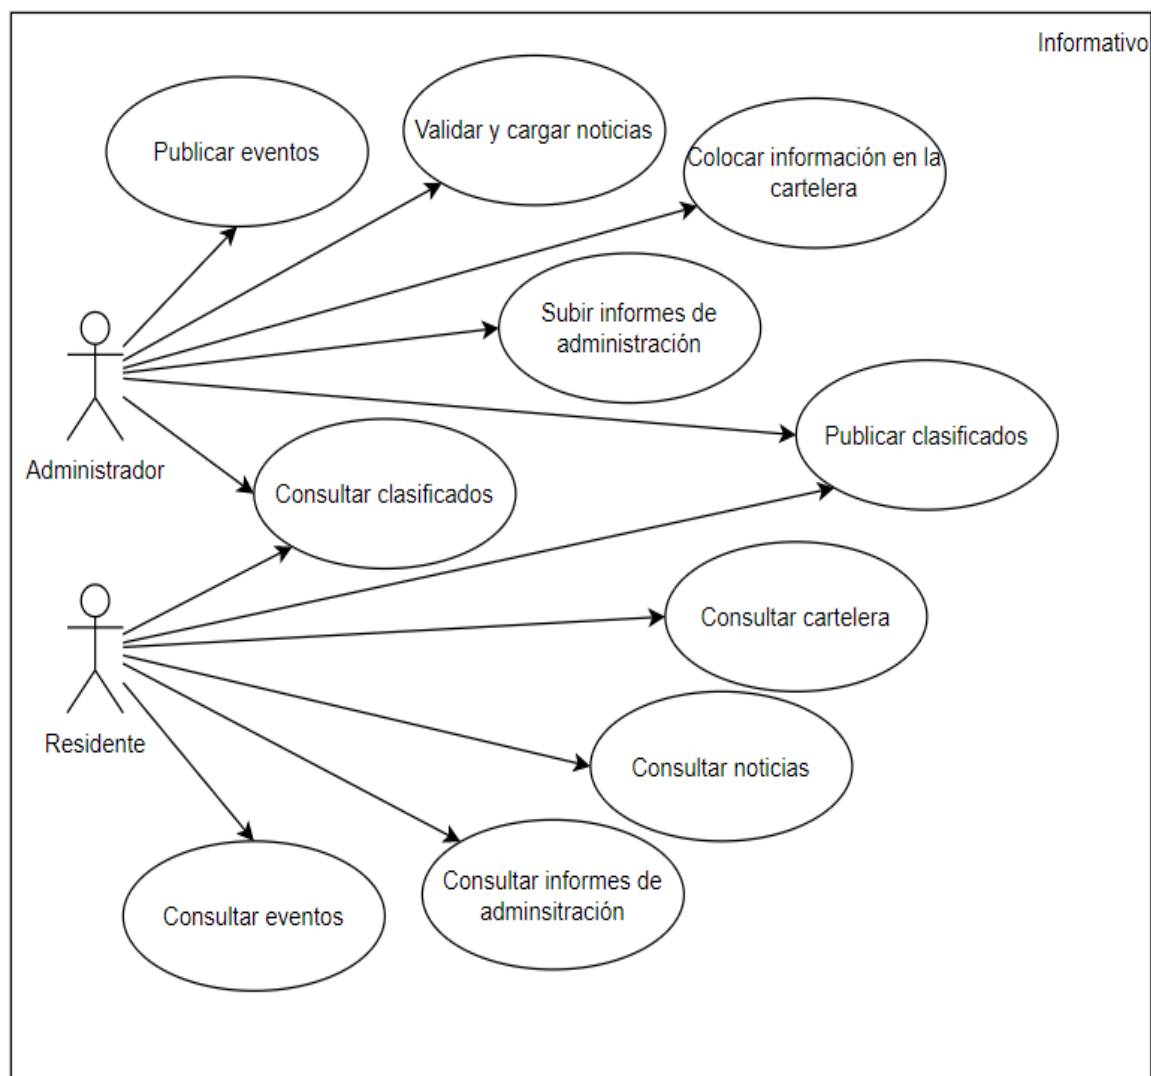 Informativo
Publicar eventos
Validar y cargar noticias
Colocar información en la
cartelera
Subir informes de
administración
Publicar clasificados
Administrador
Consultar clasificados
Consultar cartelera
Residente
Consultar noticias
Consultar informes de
adminsitración
Consultar eventos